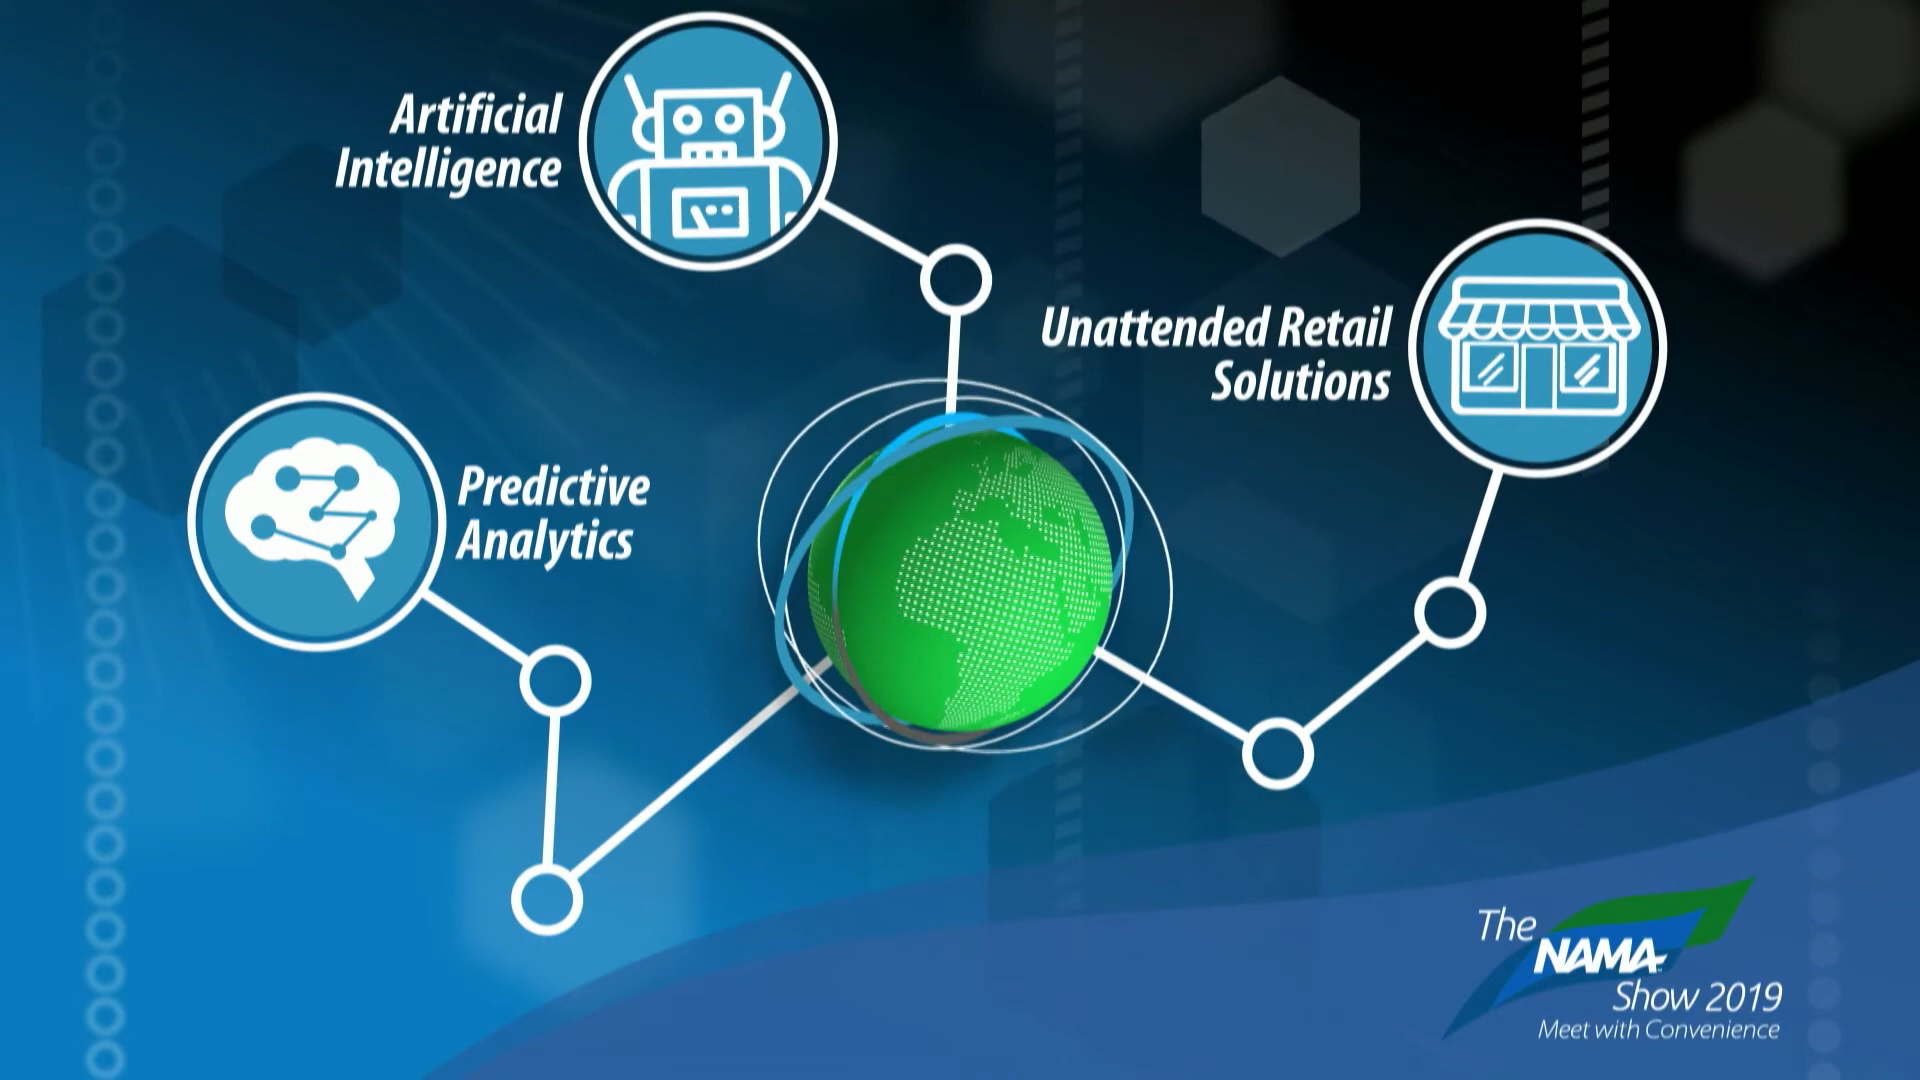 Artificial
Intelligence
Unattended Retail
Solutions
Predictive
Analytics
The
NAMA
Show 2019
Meet with Convenience